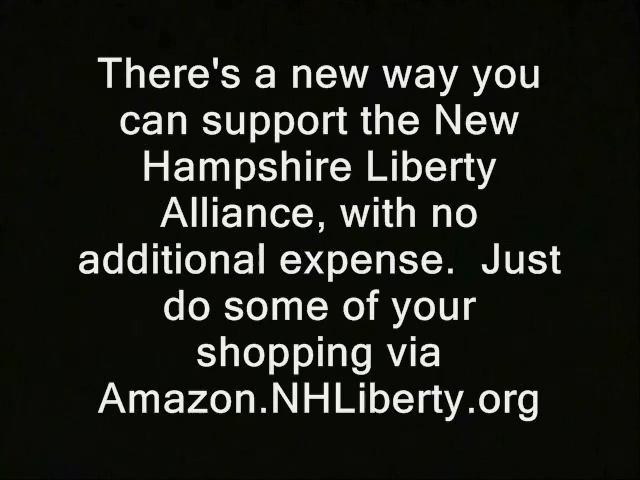 There's a new way you
can support the New
Hampshire Liberty
Alliance, with no
additional expense.  Just
do some of your
shopping via
Amazon.NHLiberty.org